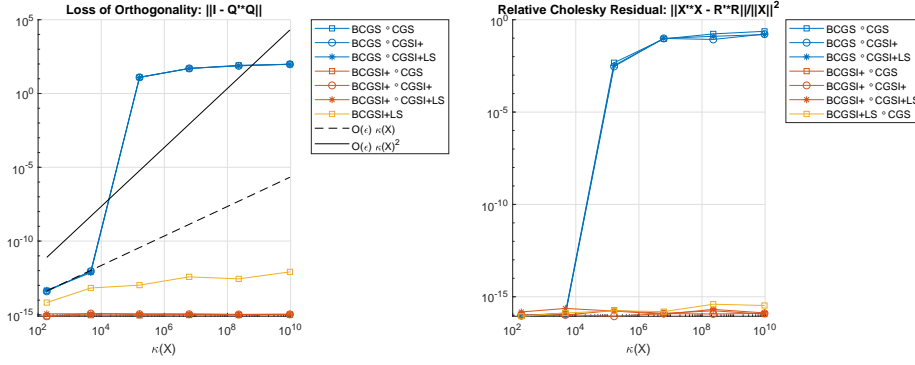 Loss of Orthogonality: ||I - Q'*Q||
10^5
10^0
10^-5
10^-10
10^-15
10^2
10^4
10^6
10^8
10^10
κ(X)
BCGS ∘ CGS
BCGS ∘ CGSI+
BCGS ∘ CGSI+LS
BCGSI+ ∘ CGS
BCGSI+ ∘ CGSI+
BCGSI+ ∘ CGSI+LS
BCGSI+LS
O(ϵ) κ(X)
O(ϵ) κ(X)^2
Relative Cholesky Residual: ||X'*X - R'*R||/||X||^2
10^0
10^-5
10^-10
10^-15
10^2
10^4
10^6
10^8
10^10
κ(X)
BCGS ∘ CGS
BCGS ∘ CGSI+
BCGS ∘ CGSI+LS
BCGSI+ ∘ CGS
BCGSI+ ∘ CGSI+
BCGSI+ ∘ CGSI+LS
BCGSI+LS ∘ CGS